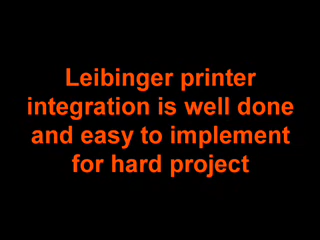 Leibinger printer
integration is well done
and easy to implement
for hard project